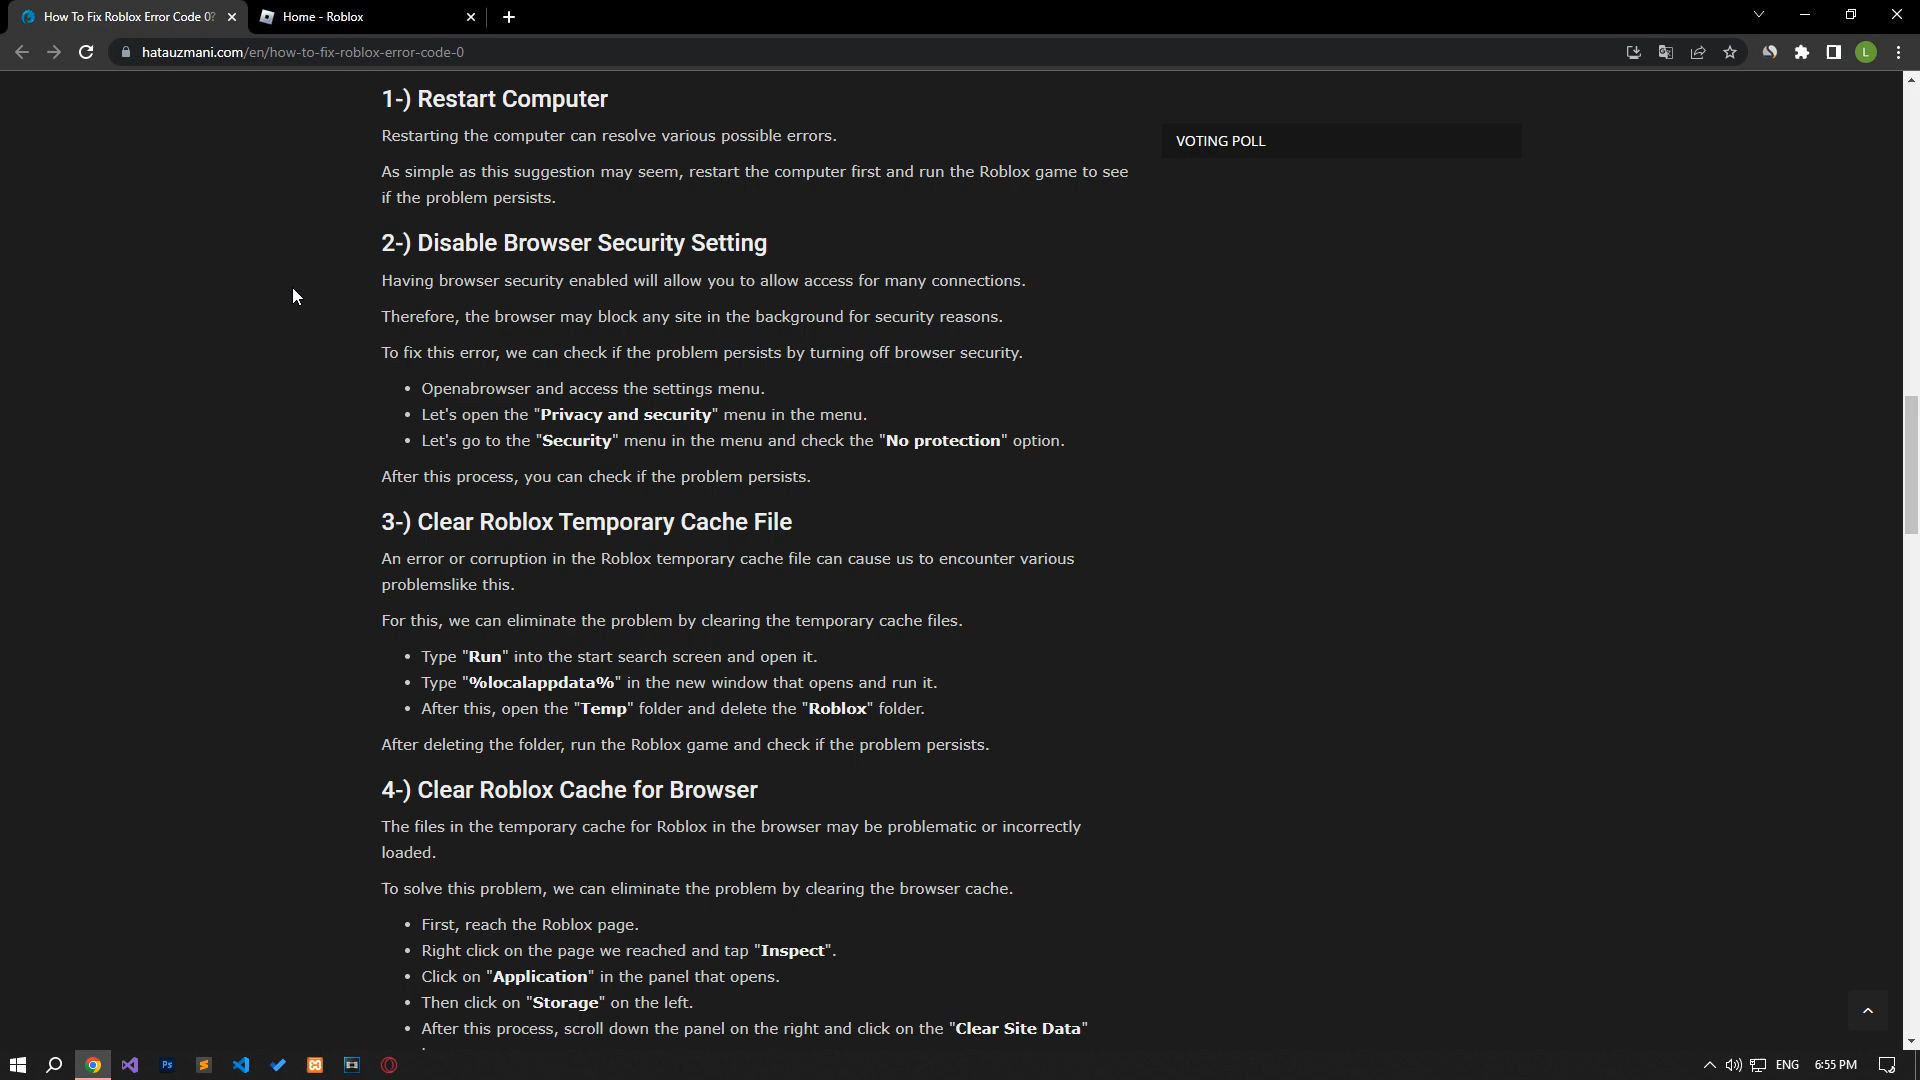 How To Fix Roblox Error Code 0?
Home - Roblox
hatauzmani.com/en/how-to-fix-roblox-error-code-0
L
1-) Restart Computer
Restarting the computer can resolve various possible errors.
VOTING POLL
As simple as this suggestion may seem, restart the computer first and run the Roblox game to see
if the problem persists.
2-) Disable Browser Security Setting
Having browser security enabled will allow you to allow access for many connections.
Therefore, the browser may block any site in the background for security reasons.
To fix this error, we can check if the problem persists by turning off browser security.
• Openabrowser and access the settings menu.
• Let's open the "Privacy and security" menu in the menu.
• Let's go to the "Security" menu in the menu and check the "No protection" option.
After this process, you can check if the problem persists.
3-) Clear Roblox Temporary Cache File
An error or corruption in the Roblox temporary cache file can cause us to encounter various
problemslike this.
For this, we can eliminate the problem by clearing the temporary cache files.
• Type "Run" into the start search screen and open it.
• Type "%localappdata%" in the new window that opens and run it.
• After this, open the "Temp" folder and delete the "Roblox" folder.
After deleting the folder, run the Roblox game and check if the problem persists.
4-) Clear Roblox Cache for Browser
The files in the temporary cache for Roblox in the browser may be problematic or incorrectly
loaded.
To solve this problem, we can eliminate the problem by clearing the browser cache.
• First, reach the Roblox page.
• Right click on the page we reached and tap "Inspect".
• Click on "Application" in the panel that opens.
• Then click on "Storage" on the left.
• After this process, scroll down the panel on the right and click on the "Clear Site Data"
Ps
ENG
6:55 PM